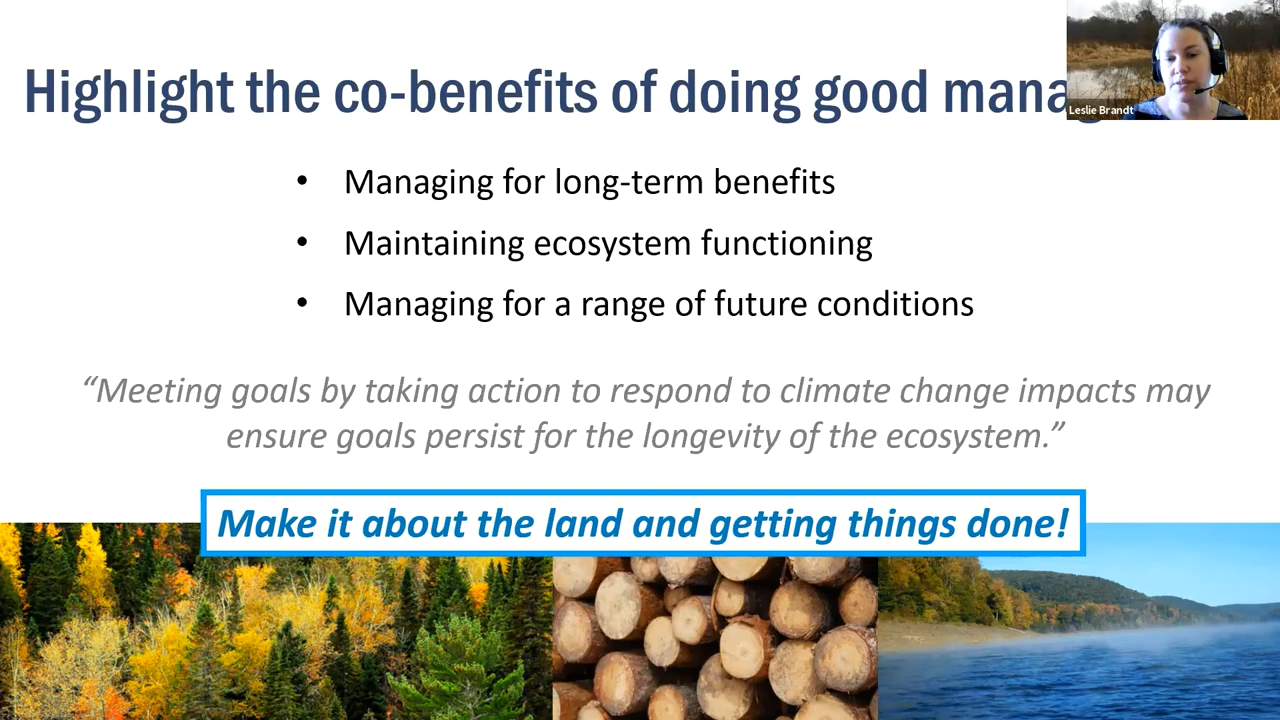 Highlight the co-benefits of doing good
Leslie Brandt
• Managing for long-term benefits
• Maintaining ecosystem functioning
• Managing for a range of future conditions
“Meeting goals by taking action to respond to climate change impacts may
ensure goals persist for the longevity of the ecosystem.”
Make it about the land and getting things done!